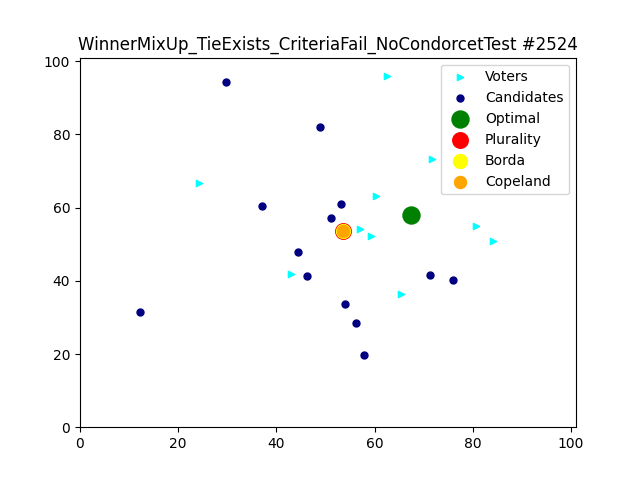 WinnerMixUp_TieExists_CriteriaFail_NoCondorcetTest #2524
Voters
Candidates
Optimal
Plurality
Borda
Copeland
100
80
60
40
20
0
0 20 40 60 80 100